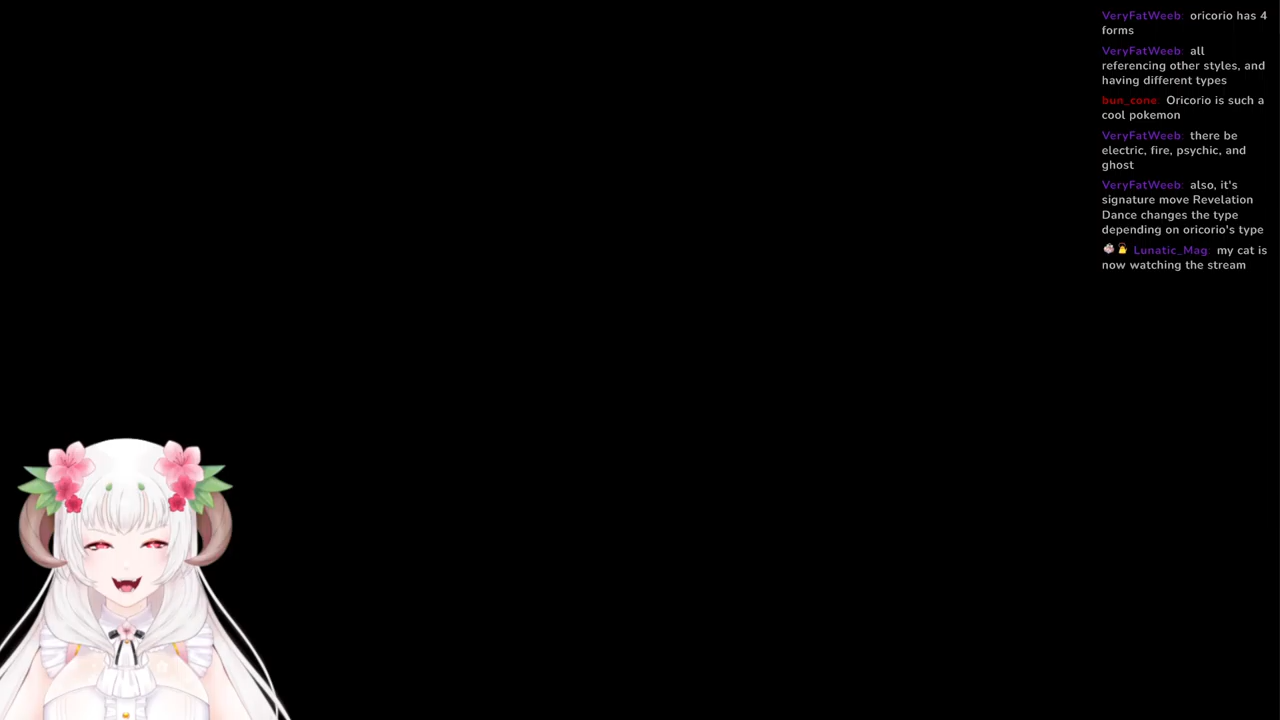 VeryFatWeeb: oricorio has 4
forms
VeryFatWeeb: all
referencing other styles, and
having different types
bun_cone: Oricorio is such a
cool pokemon
VeryFatWeeb: there be
electric, fire, psychic, and
ghost
VeryFatWeeb: also, it's
signature move Revelation
Dance changes the type
depending on oricorio's type
Lunatic_Mag: my cat is
now watching the stream